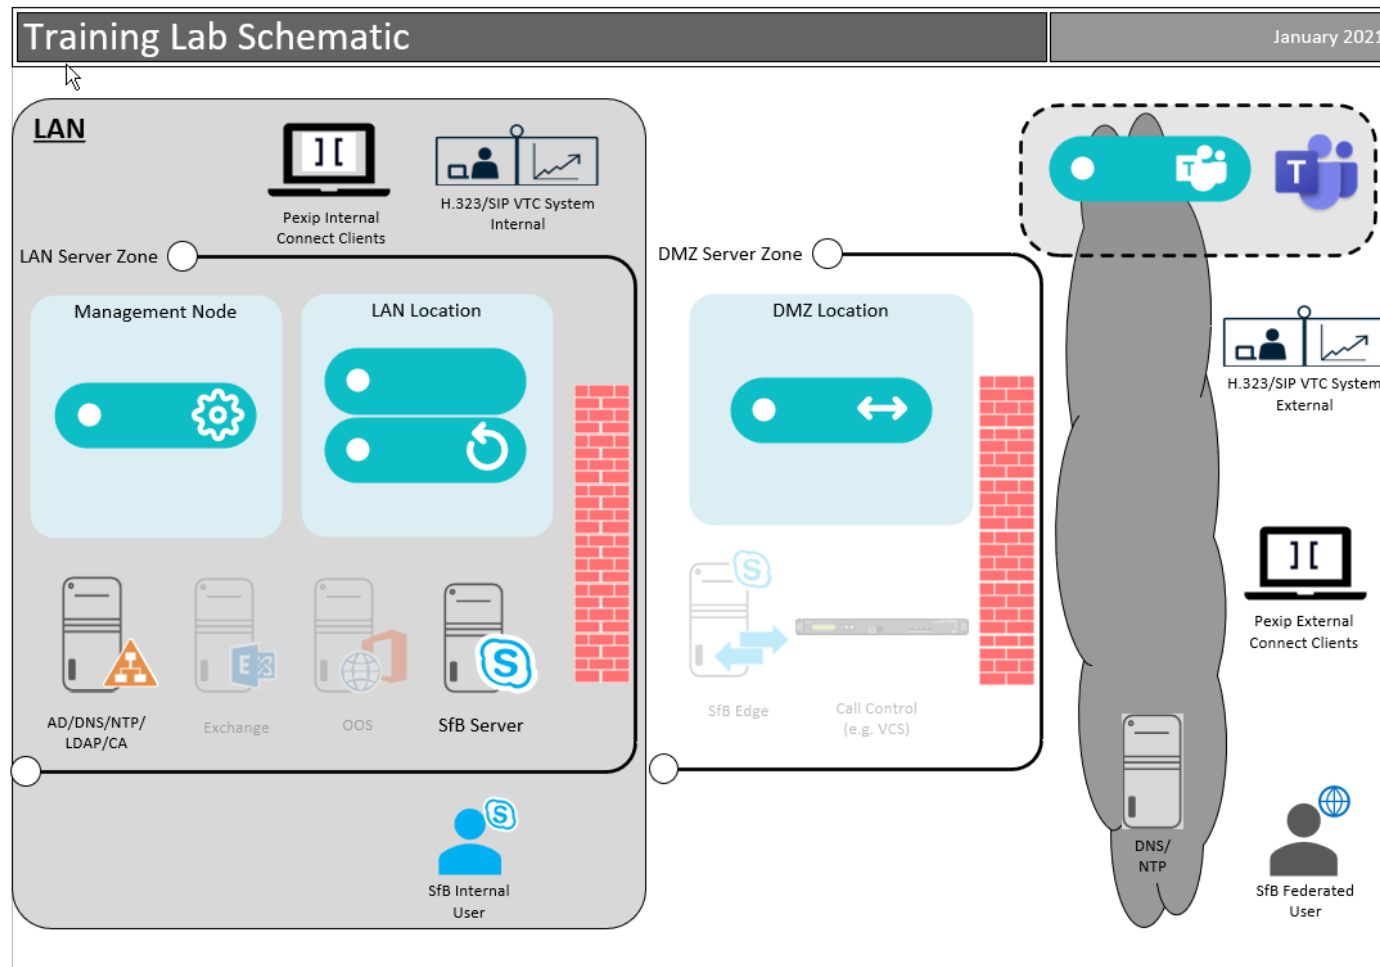 Training Lab Schematic
January 2021
LAN
][
Pexip Internal
Connect Clients
H.323/SIP VTC System
Internal
LAN Server Zone
Management Node
LAN Location
AD/DNS/NTP/
LDAP/CA
E
Exchange
OOS
S
SfB Server
S
SfB Internal
User
DMZ Server Zone
DMZ Location
S
SfB Edge
Call Control
(e.g. VCS)
T
T
H.323/SIP VTC System
External
][
Pexip External
Connect Clients
DNS/
NTP
SfB Federated
User